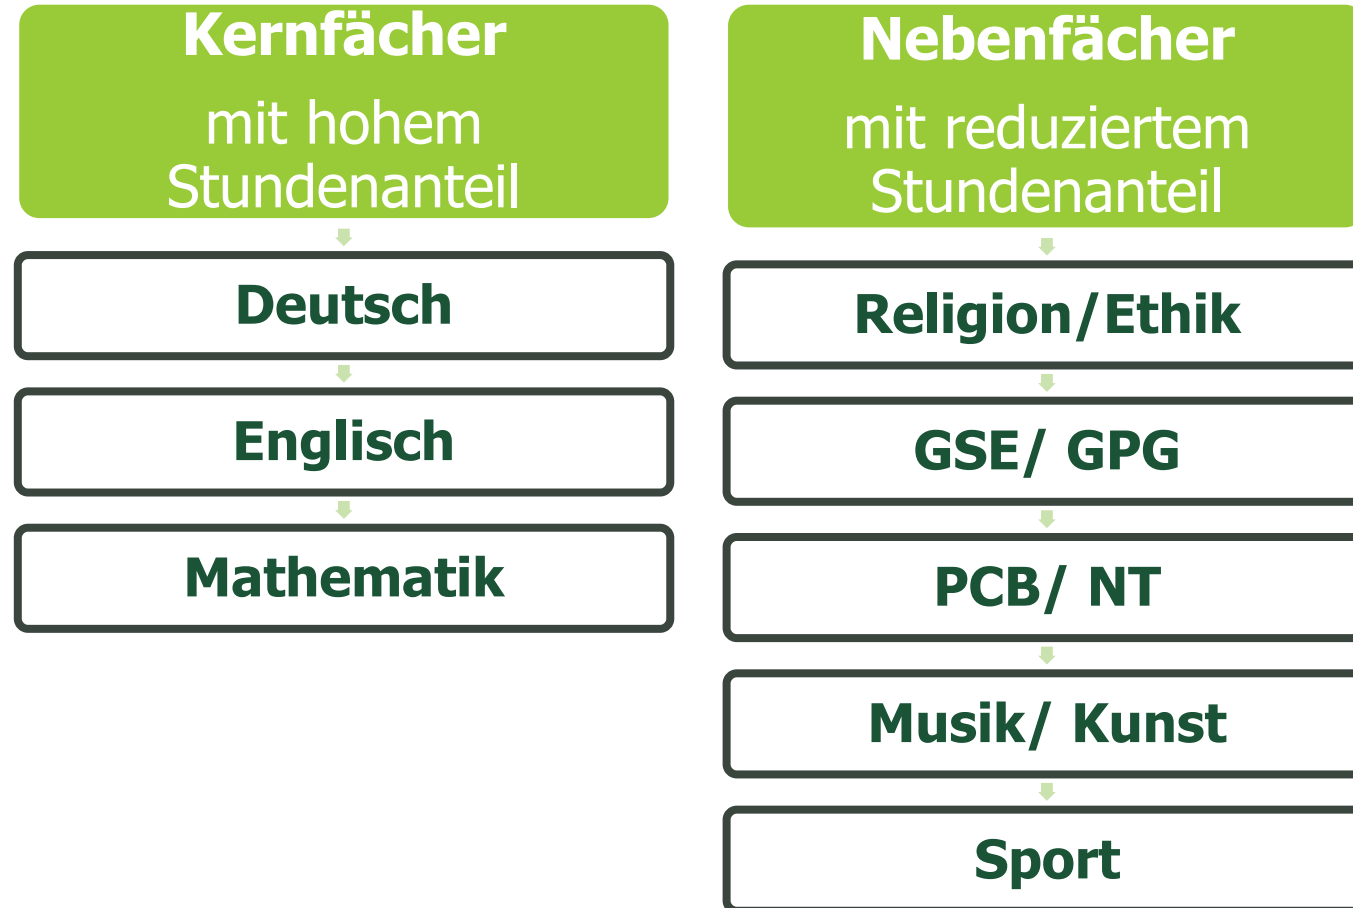 Kernfächer
mit hohem
Stundenanteil
Deutsch
Englisch
Mathematik
Nebenfächer
mit reduziertem
Stundenanteil
Religion/Ethik
GSE/ GPG
PCB/ NT
Musik/ Kunst
Sport